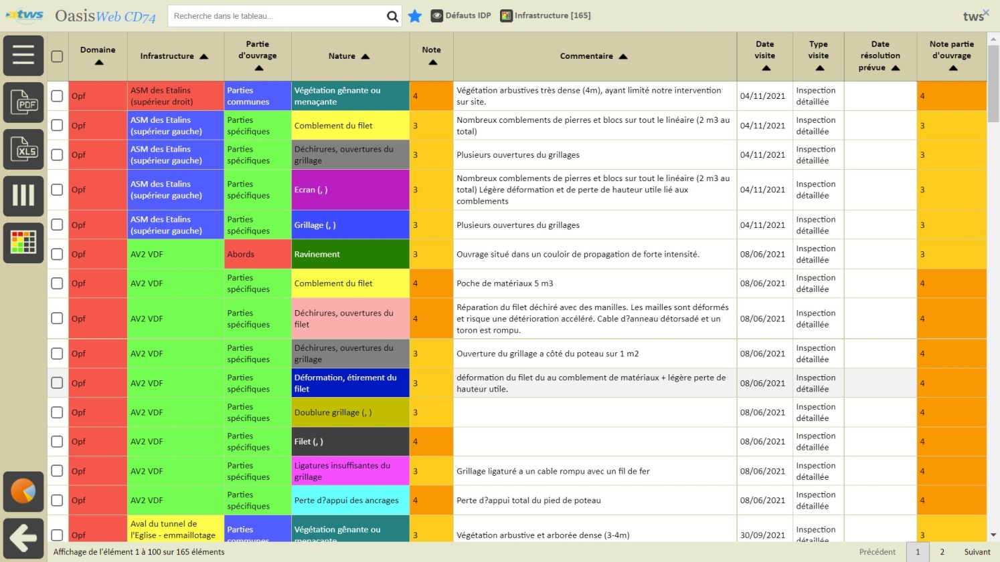 tws OasisWeb CD74 Recherche dans le tableau... Défauts IDP Infrastructure [165] tws
Domaine Infrastructure Partie d'ouvrage Nature Note Commentaire Date visite Type visite Date résolution prévue Note partie d'ouvrage
Opf ASM des Etalins (supérieur droit) Parties communes Végétation gênante ou menaçante 4 Végétation arbustives très dense (4m), ayant limité notre intervention sur site. 04/11/2021 Inspection détaillée 4
Opf ASM des Etalins (supérieur gauche) Parties spécifiques Comblement du filet 3 Nombreux comblements de pierres et blocs sur tout le linéaire (2 m3 au total) 04/11/2021 Inspection détaillée 3
Opf ASM des Etalins (supérieur gauche) Parties spécifiques Déchirures, ouvertures du grillage 3 Plusieurs ouvertures du grillages 04/11/2021 Inspection détaillée 3
Opf ASM des Etalins (supérieur gauche) Parties spécifiques Ecran (, ) 3 Nombreux comblements de pierres et blocs sur tout le linéaire (2 m3 au total) Légère déformation et de perte de hauteur utile lié aux comblements 04/11/2021 Inspection détaillée 3
Opf ASM des Etalins (supérieur gauche) Parties spécifiques Grillage (, ) 3 Plusieurs ouvertures du grillages 04/11/2021 Inspection détaillée 3
Opf AV2 VDF Abords Ravinement 3 Ouvrage situé dans un couloir de propagation de forte intensité. 08/06/2021 Inspection détaillée 3
Opf AV2 VDF Parties spécifiques Comblement du filet 4 Poche de matériaux 5 m3 08/06/2021 Inspection détaillée 4
Opf AV2 VDF Parties spécifiques Déchirures, ouvertures du filet 4 Réparation du filet déchiré avec des manilles. Les mailles sont déformés et risque une détérioration accéléré. Cable d?anneau détorsadé et un toron est rompu. 08/06/2021 Inspection détaillée 4
Opf AV2 VDF Parties spécifiques Déchirures, ouvertures du grillage 3 Ouverture du grillage a côté du poteau sur 1 m2 08/06/2021 Inspection détaillée 4
Opf AV2 VDF Parties spécifiques Déformation, étirement du filet 3 déformation du filet du au comblement de matériaux + légère perte de hauteur utile. 08/06/2021 Inspection détaillée 4
Opf AV2 VDF Parties spécifiques Doublure grillage (, ) 3 08/06/2021 Inspection détaillée 4
Opf AV2 VDF Parties spécifiques Filet (, ) 4 08/06/2021 Inspection détaillée 4
Opf AV2 VDF Parties spécifiques Ligatures insuffisantes du grillage 3 Grillage ligaturé a un cable rompu avec un fil de fer 08/06/2021 Inspection détaillée 4
Opf AV2 VDF Parties spécifiques Perte d?appui des ancrages 4 Perte d?appui total du pied de poteau 08/06/2021 Inspection détaillée 4
Opf Aval du tunnel de l'Eglise - emmaillotage Parties communes Végétation gênante ou menaçante 3 Végétation arbustive et arborée dense (3-4m) 30/09/2021 Inspection détaillée 3
PDF
XLS
Affichage de l'élément 1 à 100 sur 165 éléments Précédent 1 2 Suivant